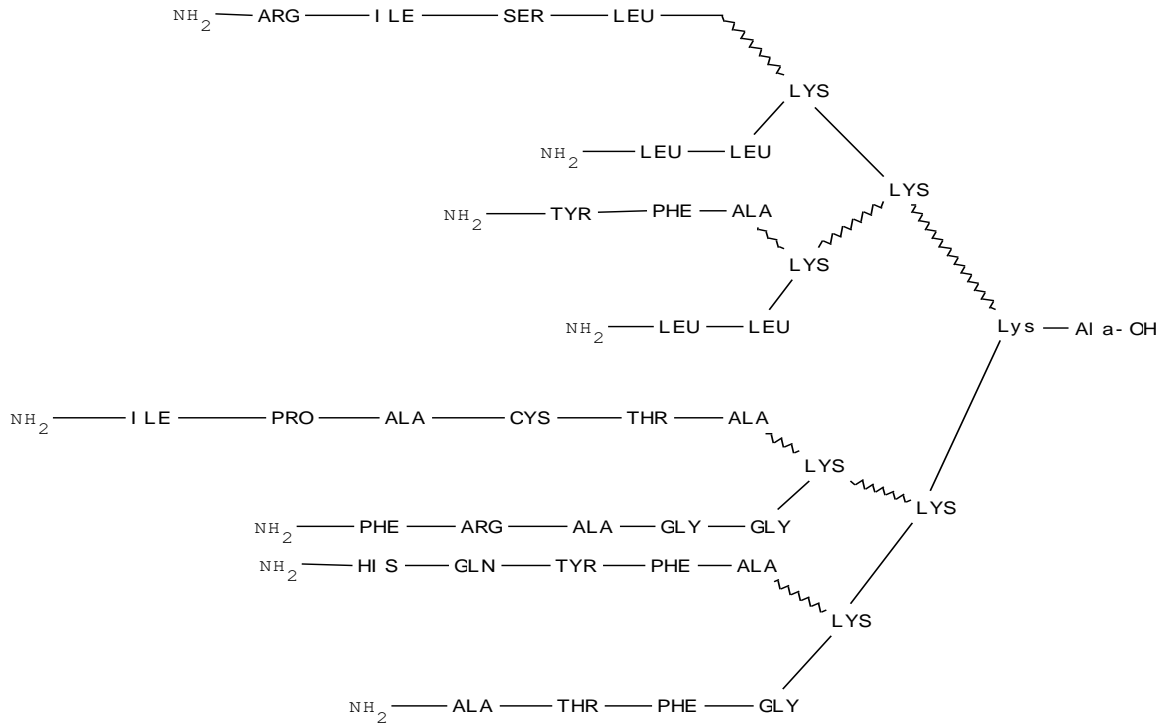 NH2 ARG ILE SER LEU
LYS
NH2 LEU LEU
LYS
NH2 TYR PHE ALA
LYS
NH2 LEU LEU
Lys Ala-OH
NH2 ILE PRO ALA CYS THR ALA
LYS
LYS
NH2 PHE ARG ALA GLY GLY
NH2 HIS GLN TYR PHE ALA
LYS
NH2 ALA THR PHE GLY